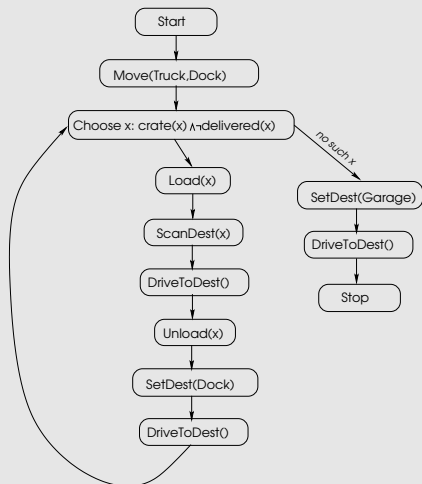 Start
Move(Truck,Dock)
Choose x: crate(x) ∧¬delivered(x)
no such x
Load(x)
ScanDest(x)
DriveToDest()
Unload(x)
SetDest(Dock)
DriveToDest()
SetDest(Garage)
DriveToDest()
Stop